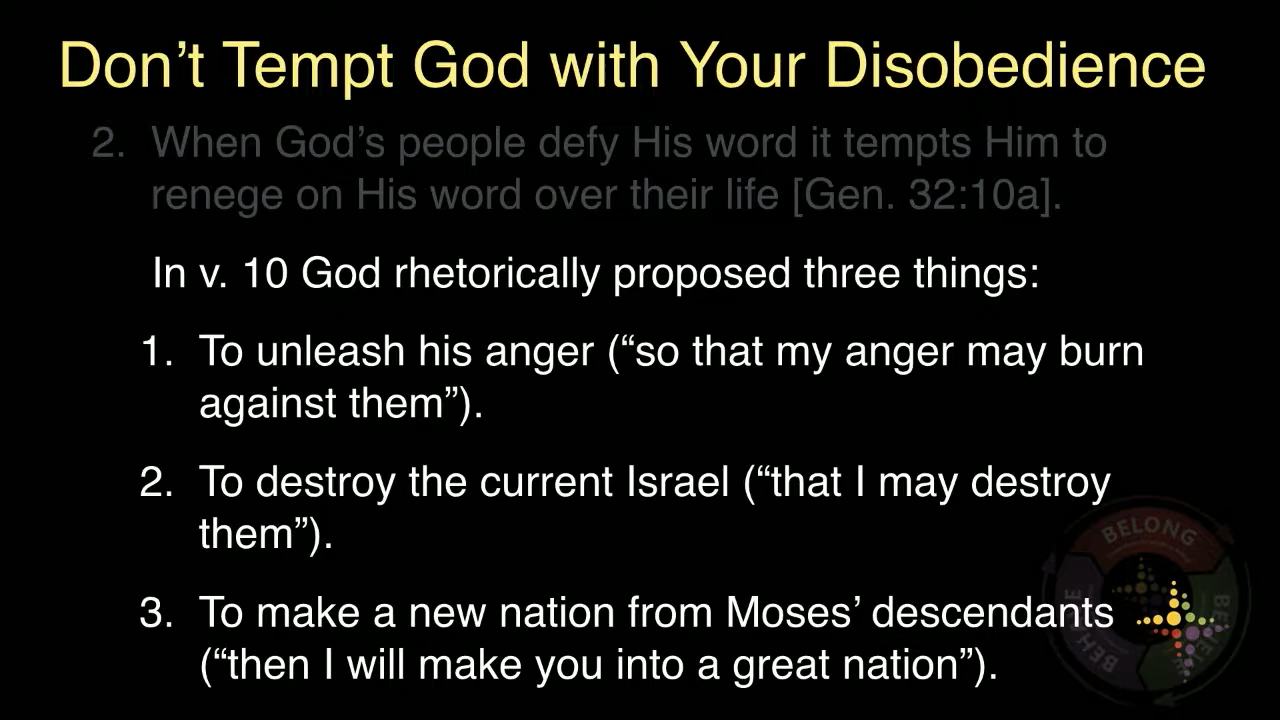 Don’t Tempt God with Your Disobedience
2. When God’s people defy His word it tempts Him to
renege on His word over their life [Gen. 32:10a].
In v. 10 God rhetorically proposed three things:
1. To unleash his anger (“so that my anger may burn
against them”).
2. To destroy the current Israel (“that I may destroy
them”).
3. To make a new nation from Moses’ descendants
(“then I will make you into a great nation”).
BELONG